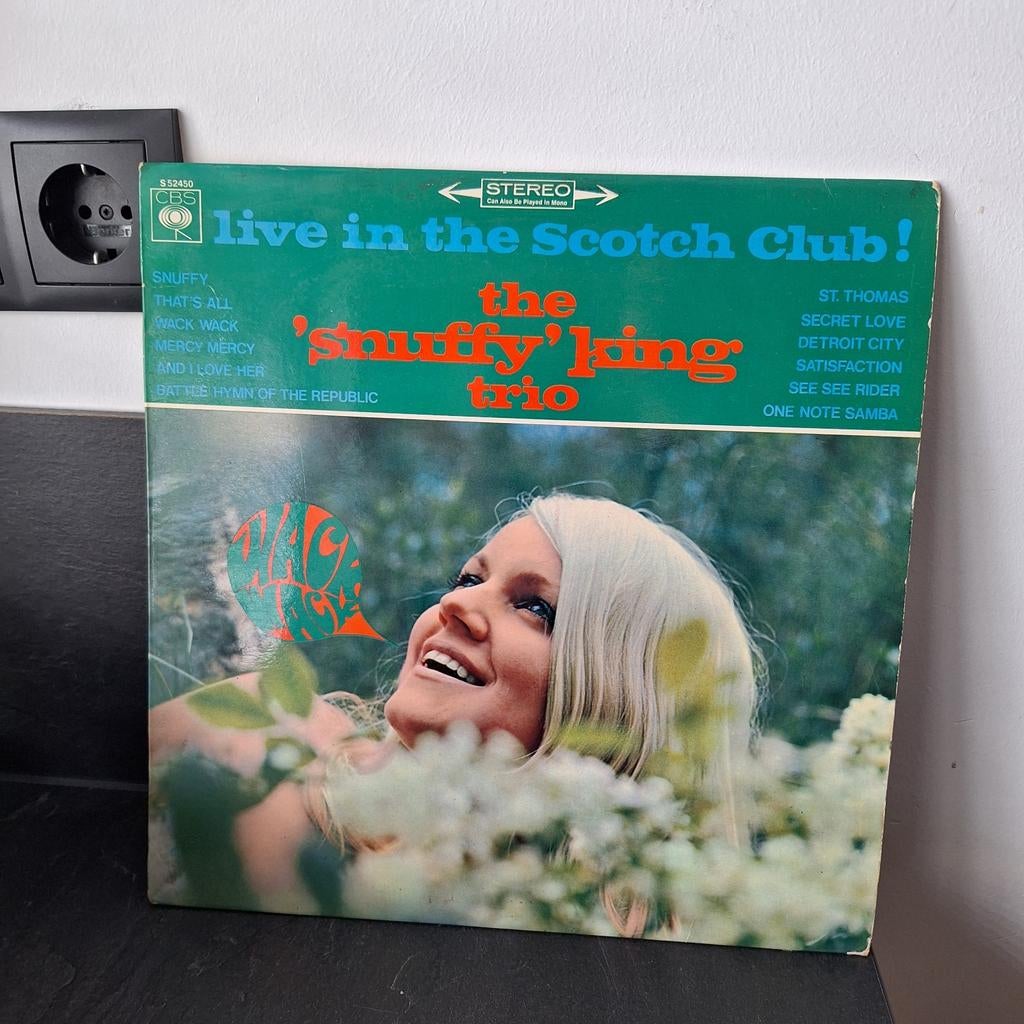 S 52450
CBS
STEREO
Can Also Be Played In Mono
live in the Scotch Club!
the
'snuffy' king
trio
SNUFFY
THAT'S ALL
WACK WACK
MERCY MERCY
AND I LOVE HER
BATTLE HYMN OF THE REPUBLIC
ST. THOMAS
SECRET LOVE
DETROIT CITY
SATISFACTION
SEE SEE RIDER
ONE NOTE SAMBA
WACK
WACK